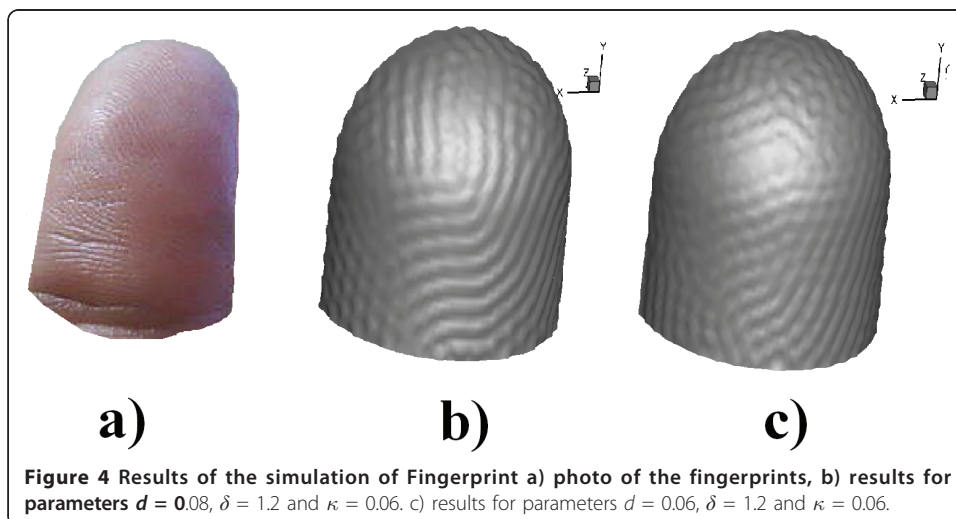 Y
Z
X
Y
Z
X
a)
b)
c)
Figure 4 Results of the simulation of Fingerprint a) photo of the fingerprints, b) results for
parameters d = 0.08, δ = 1.2 and κ = 0.06. c) results for parameters d = 0.06, δ = 1.2 and κ = 0.06.